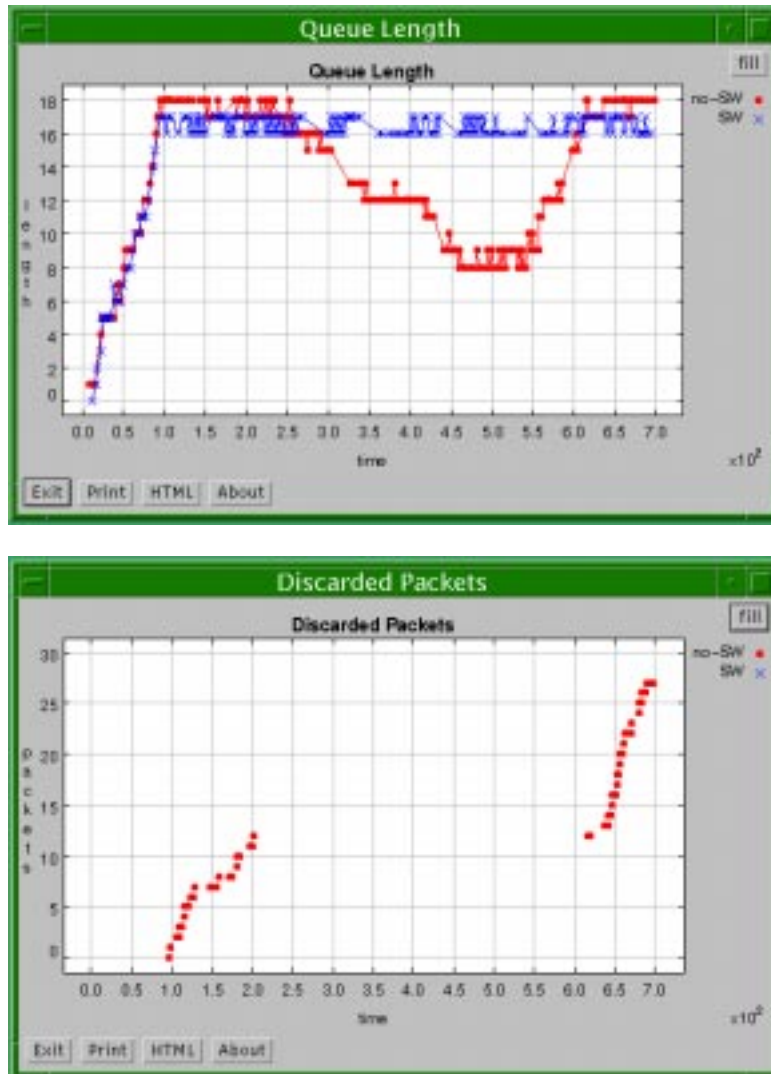 Queue Length
fill
Queue Length
no-SW
SW
18
16
14
12
10
8
6
4
2
0
length
0.0 0.5 1.0 1.5 2.0 2.5 3.0 3.5 4.0 4.5 5.0 5.5 6.0 6.5 7.0
time
x10²
Exit Print HTML About
Discarded Packets
fill
Discarded Packets
no-SW
SW
30
25
20
15
10
5
0
packets
0.0 0.5 1.0 1.5 2.0 2.5 3.0 3.5 4.0 4.5 5.0 5.5 6.0 6.5 7.0
time
x10²
Exit Print HTML About